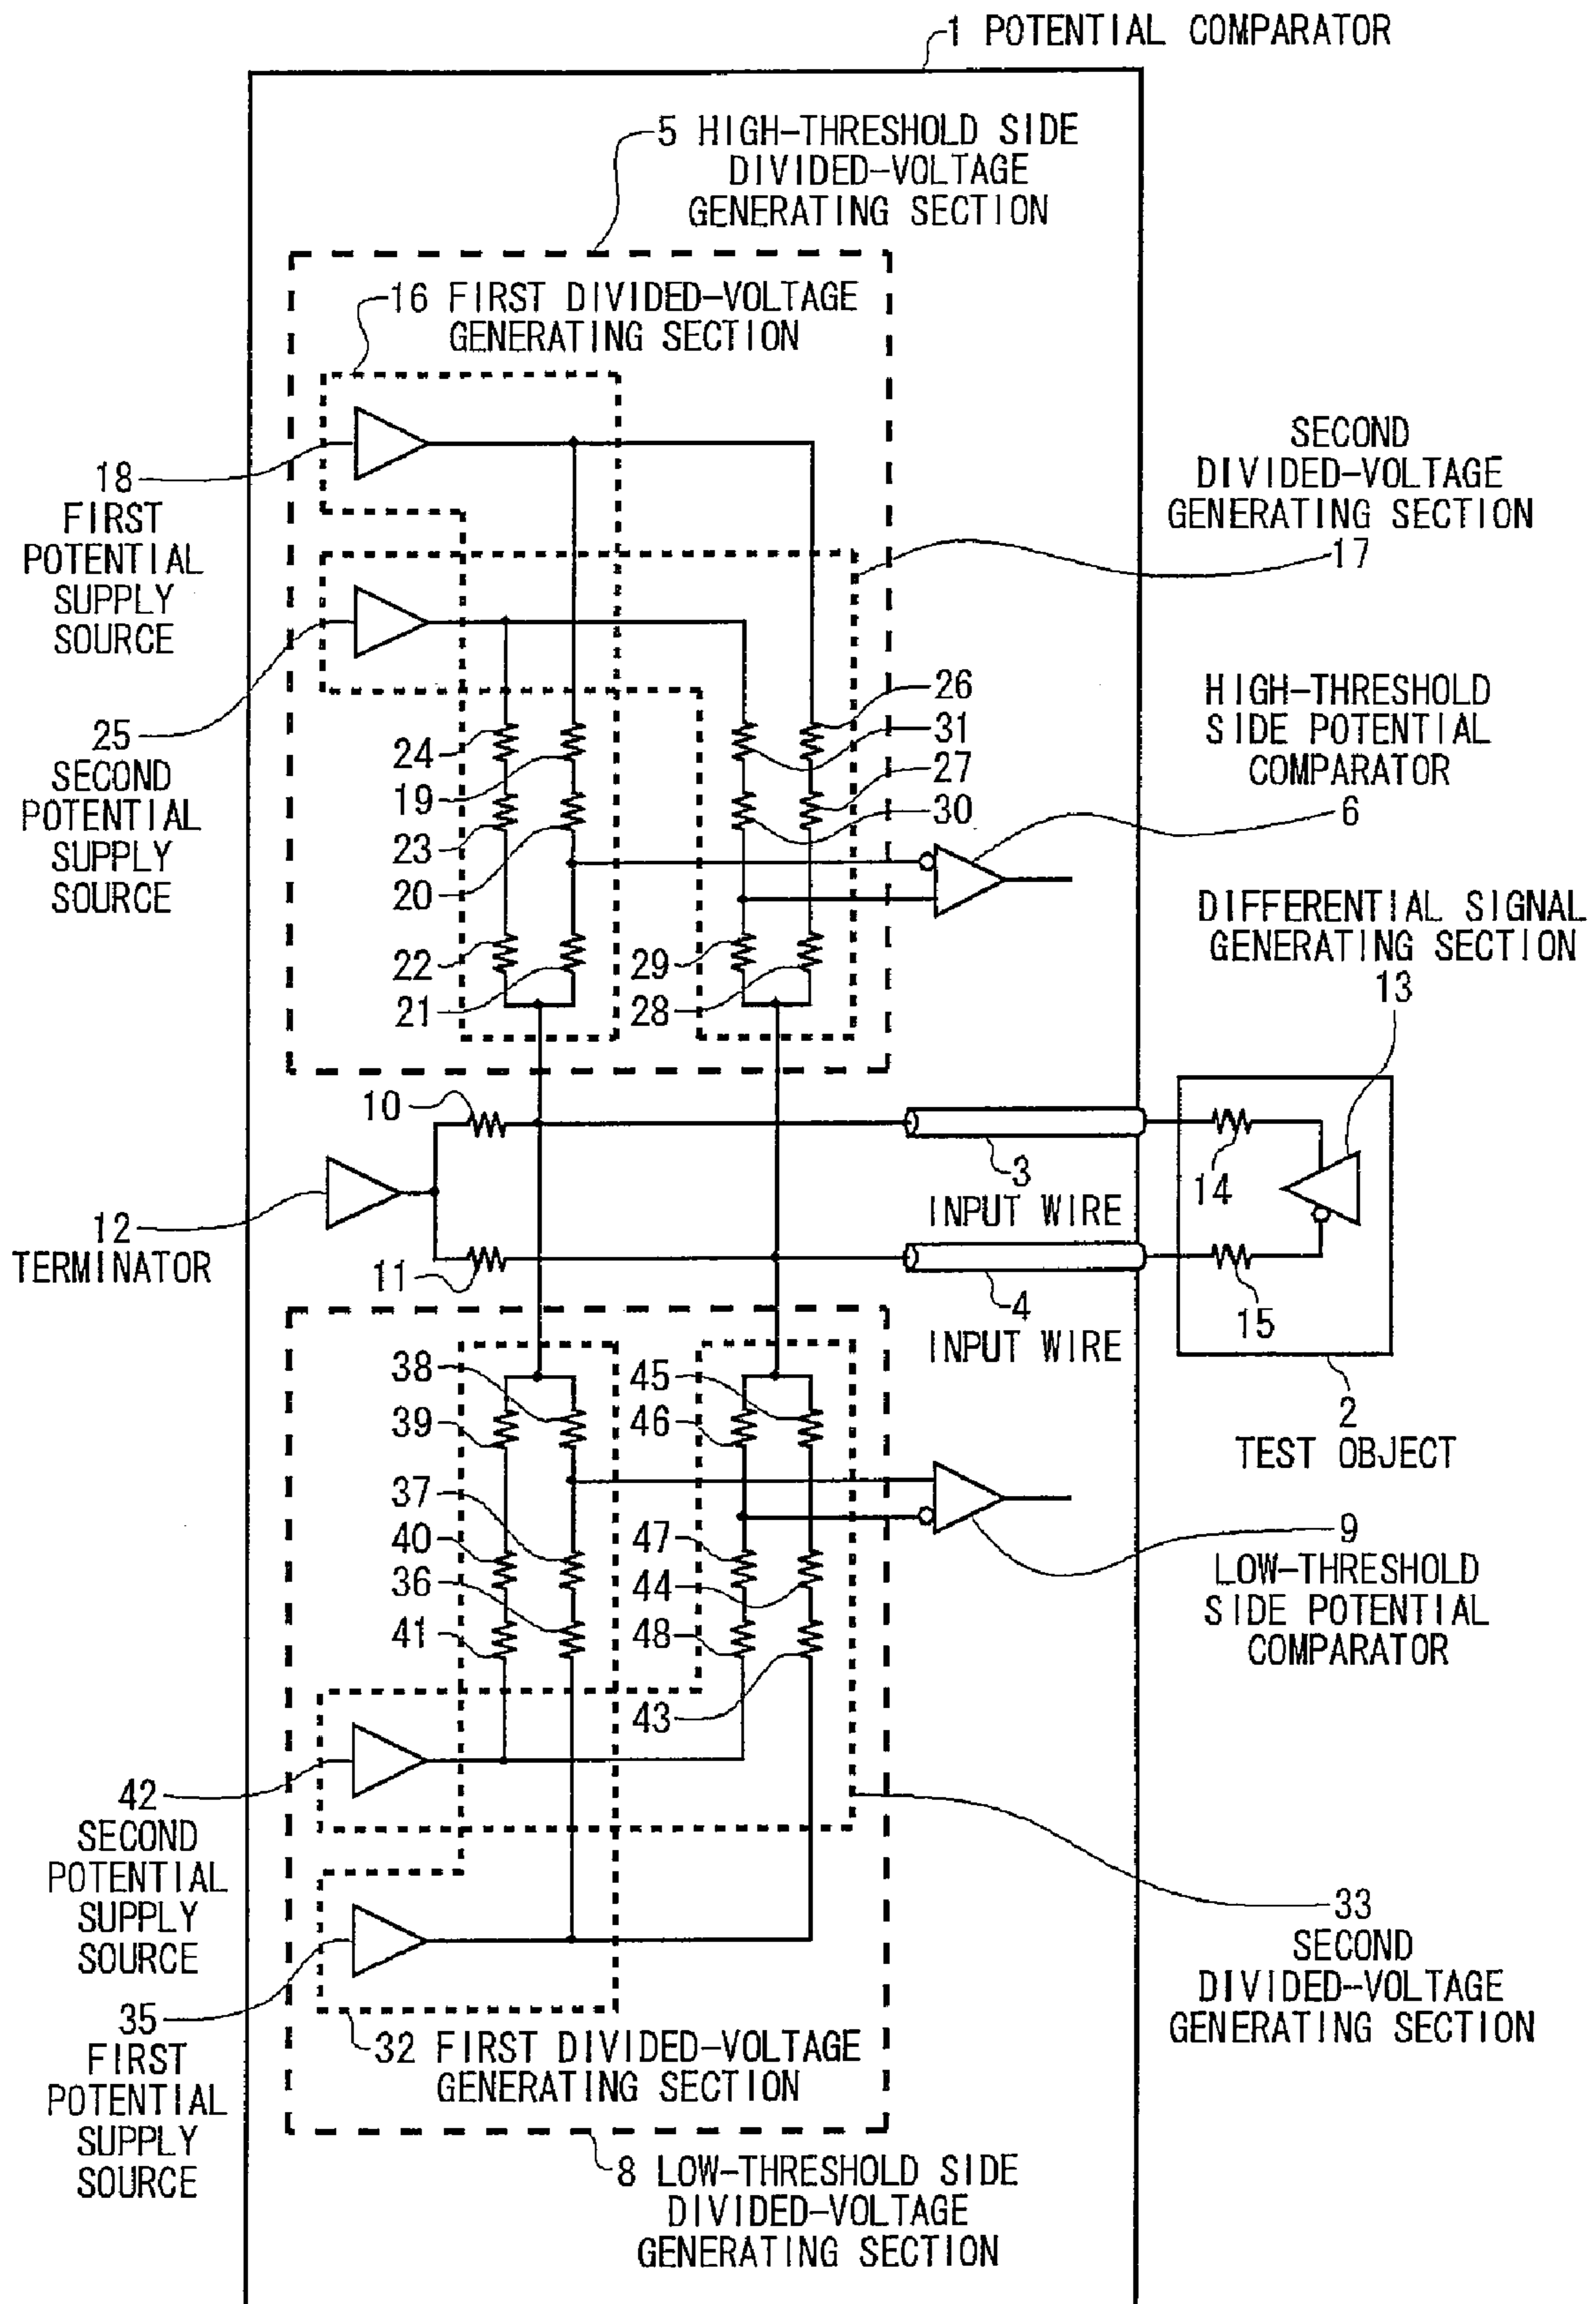 1 POTENTIAL COMPARATOR
5 HIGH-THRESHOLD SIDE
DIVIDED-VOLTAGE
GENERATING SECTION
16 FIRST DIVIDED-VOLTAGE
GENERATING SECTION
18
FIRST
POTENTIAL
SUPPLY
SOURCE
SECOND
DIVIDED-VOLTAGE
GENERATING SECTION
17
25
SECOND
POTENTIAL
SUPPLY
SOURCE
24
19
23
20
22
21
26
31
27
30
29
28
HIGH-THRESHOLD
SIDE POTENTIAL
COMPARATOR
6
DIFFERENTIAL SIGNAL
GENERATING SECTION
13
10
12
TERMINATOR
11
3
INPUT WIRE
4
INPUT WIRE
14
15
2
TEST OBJECT
38
39
37
40
36
41
45
46
47
44
48
43
9
LOW-THRESHOLD
SIDE POTENTIAL
COMPARATOR
42
SECOND
POTENTIAL
SUPPLY
SOURCE
33
SECOND
DIVIDED-VOLTAGE
GENERATING SECTION
35
FIRST
POTENTIAL
SUPPLY
SOURCE
32 FIRST DIVIDED-VOLTAGE
GENERATING SECTION
8 LOW-THRESHOLD SIDE
DIVIDED-VOLTAGE
GENERATING SECTION